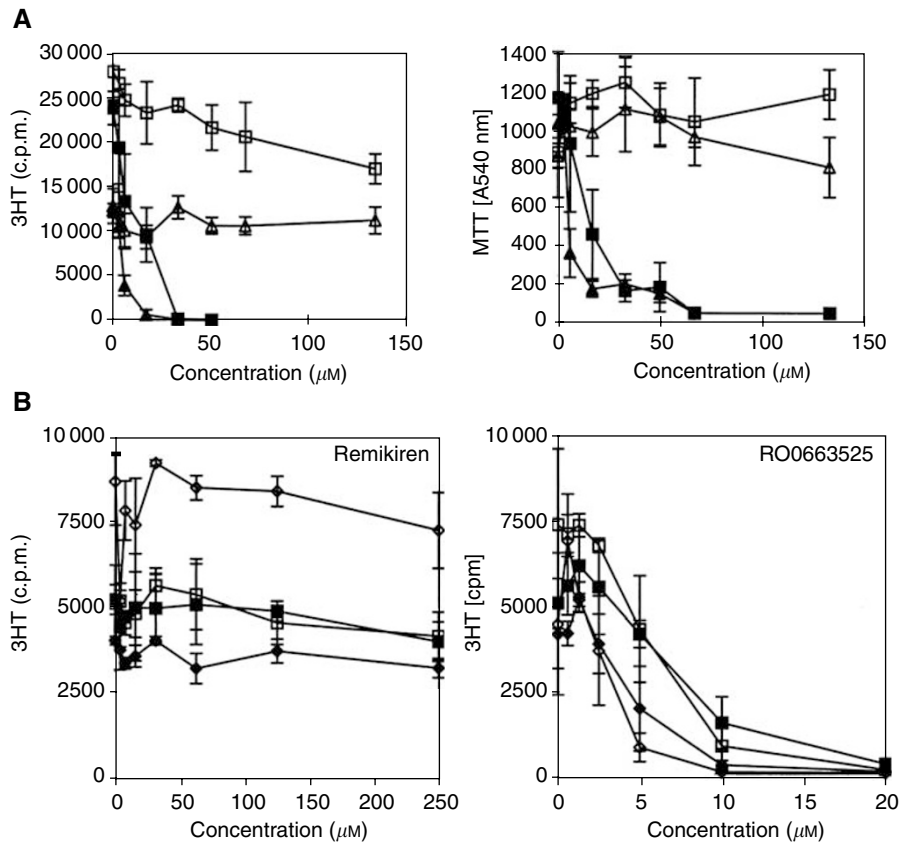 A
3HT (c.p.m.)
30 000
25 000
20 000
15 000
10 000
5000
0
0 50 100 150
Concentration (μM)
MTT [A540 nm]
1400
1200
1000
800
600
400
200
0
0 50 100 150
Concentration (μM)
B
Remikiren
3HT (c.p.m.)
10 000
7500
5000
2500
0
0 50 100 150 200 250
Concentration (μM)
RO0663525
3HT [cpm]
10 000
7500
5000
2500
0
0 5 10 15 20
Concentration (μM)